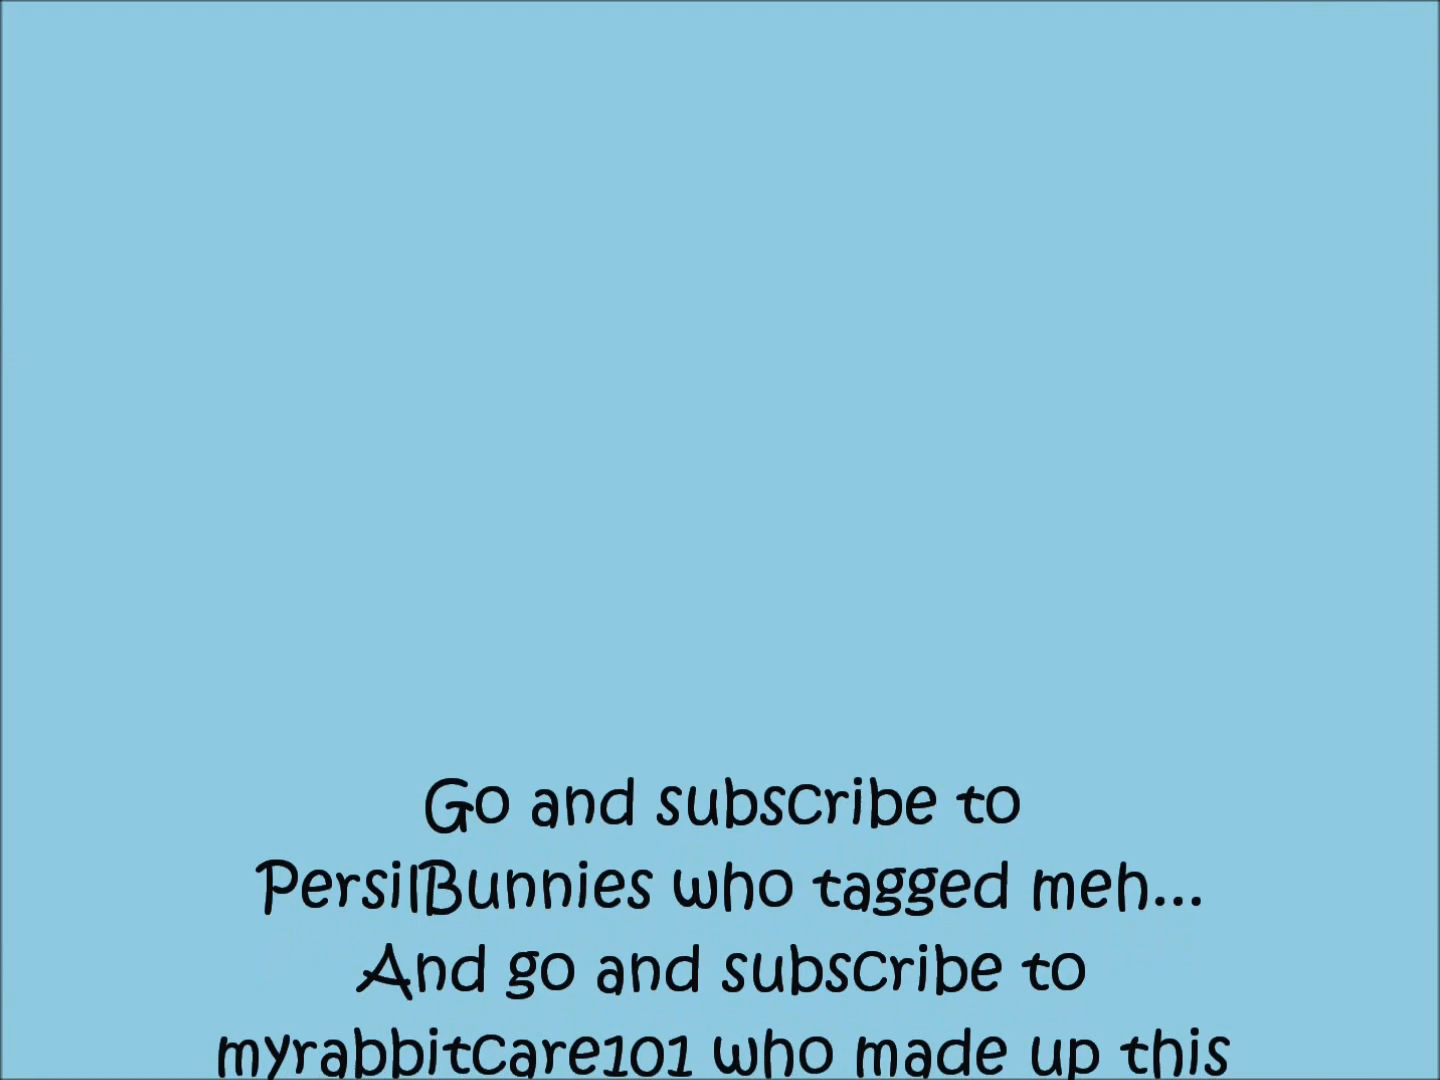 Go and subscribe to
PersilBunnies who tagged meh...
And go and subscribe to
myrabbitcare101 who made up this